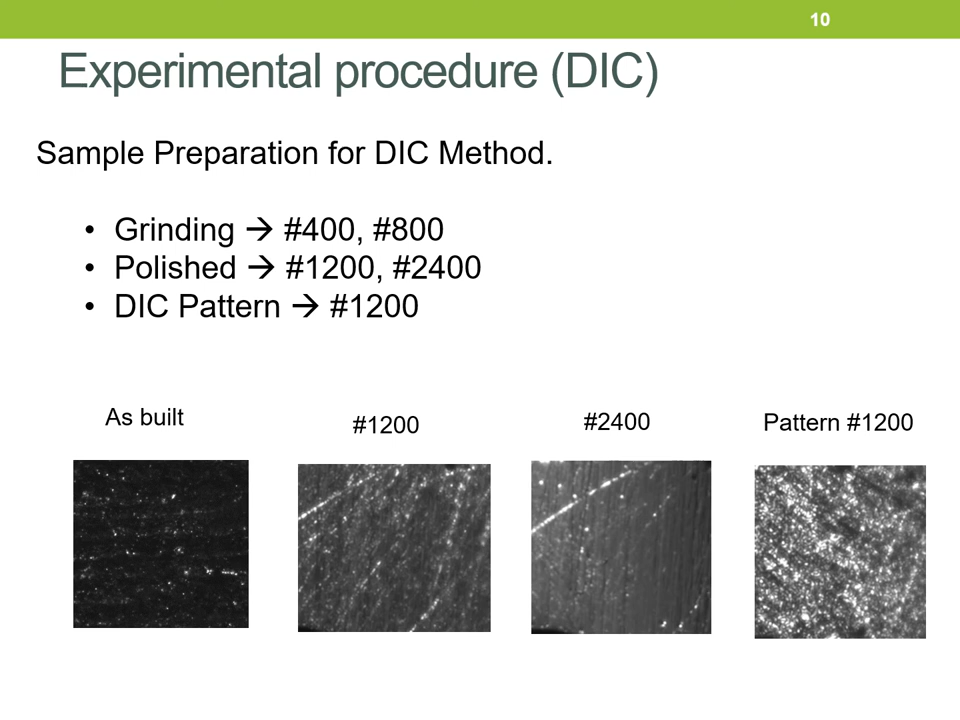 10
Experimental procedure (DIC)
Sample Preparation for DIC Method.
• Grinding → #400, #800
• Polished → #1200, #2400
• DIC Pattern → #1200
As built
#1200
#2400
Pattern #1200